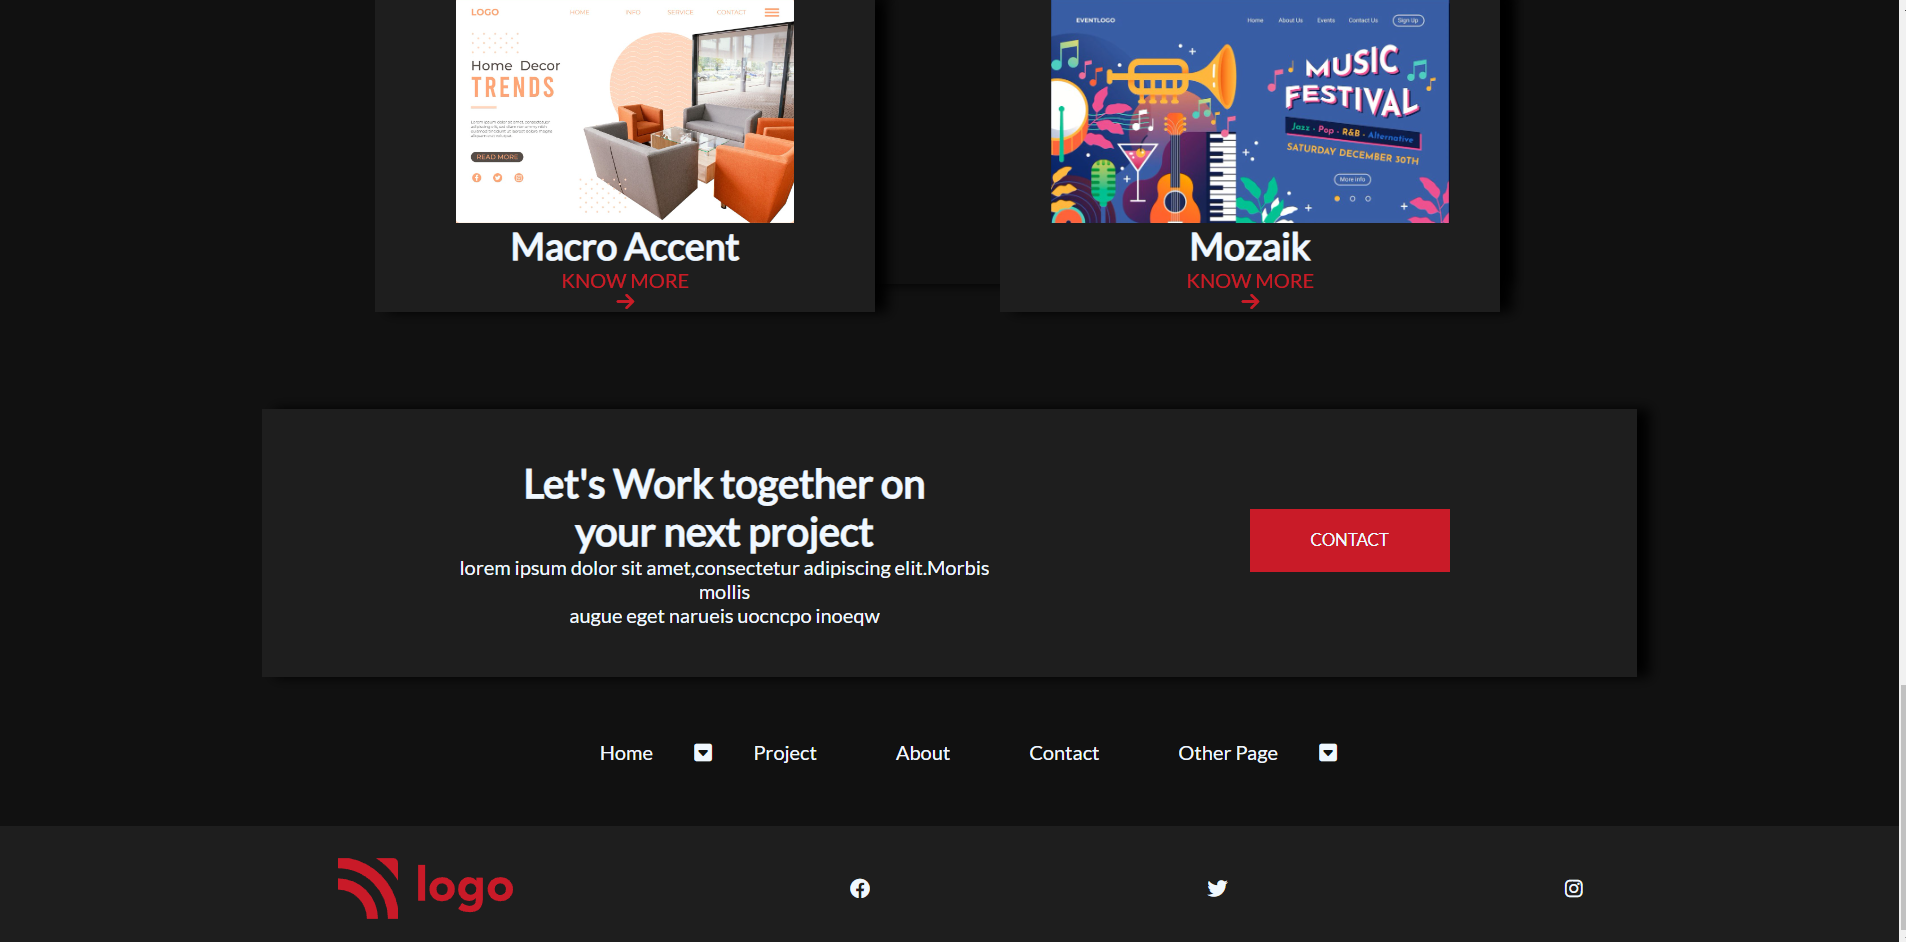 LOGO
HOME INFO SERVICE CONTACT
Home Decor
TRENDS
READ MORE
EVENTLOGO
Home About Us Events Contact Us Sign Up
MUSIC
FESTIVAL
Jazz · Pop · R&B · Alternative
SATURDAY DECEMBER 30TH
More Info
Macro Accent
KNOW MORE
Mozaik
KNOW MORE
Let's Work together on
your next project
lorem ipsum dolor sit amet,consectetur adipiscing elit.Morbis
mollis
augue eget narueis uocncpo inoeqw
CONTACT
Home Project About Contact Other Page
logo